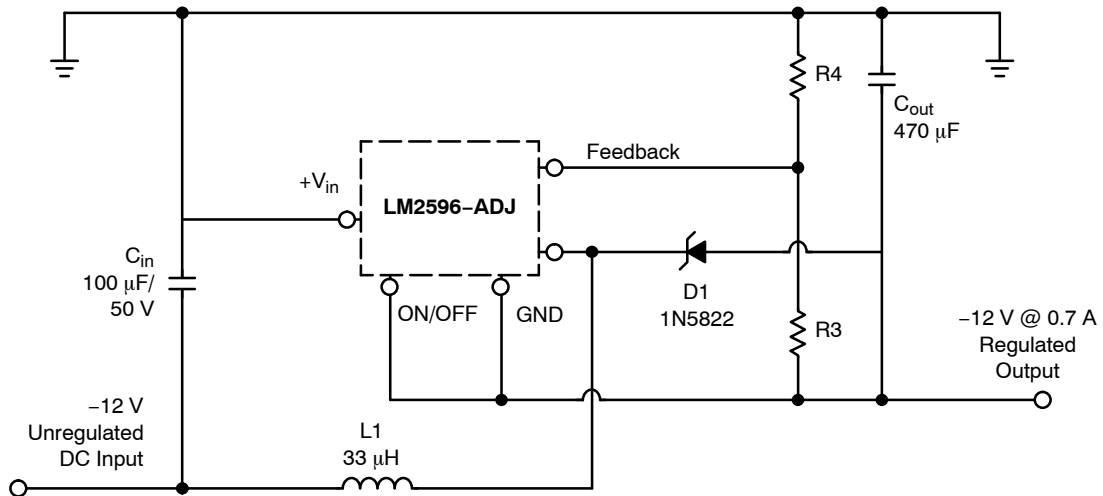 R4
C_out
470 μF
Feedback
+V_in
LM2596–ADJ
C_in
100 μF/
50 V
ON/OFF
GND
D1
1N5822
R3
–12 V @ 0.7 A
Regulated
Output
–12 V
Unregulated
DC Input
L1
33 μH